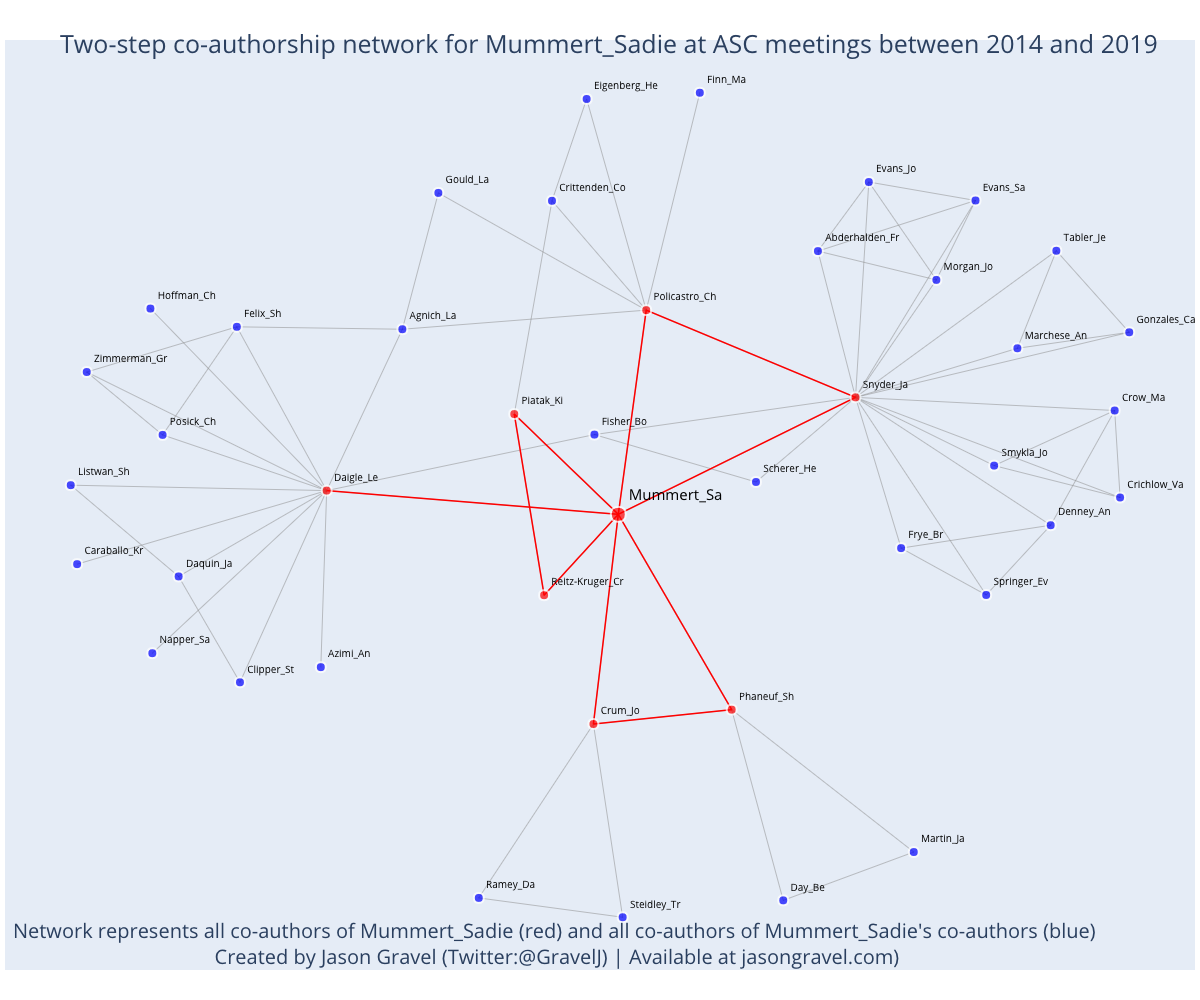 Two-step co-authorship network for Mummert_Sadie at ASC meetings between 2014 and 2019
Finn_Ma
Eigenberg_He
Evans_Jo
Gould_La
Crittenden_Co
Evans_Sa
Abderhalden_Fr
Tabler_Je
Morgan_Jo
Hoffman_Ch
Policastro_Ch
Felix_Sh
Agnich_La
Gonzales_Ca
Marchese_An
Zimmerman_Gr
Snyder_Ja
Piatak_Ki
Crow_Ma
Posick_Ch
Fisher_Bo
Smykla_Jo
Listwan_Sh
Daigle_Le
Scherer_He
Crichlow_Va
Mummert_Sa
Denney_An
Frye_Br
Caraballo_Kr
Daquin_Ja
Reitz-Kruger_Cr
Springer_Ev
Napper_Sa
Azimi_An
Clipper_St
Phaneuf_Sh
Crum_Jo
Martin_Ja
Ramey_Da
Day_Be
Steidley_Tr
Network represents all co-authors of Mummert_Sadie (red) and all co-authors of Mummert_Sadie's co-authors (blue)
Created by Jason Gravel (Twitter:@GravelJ) | Available at jasongravel.com)